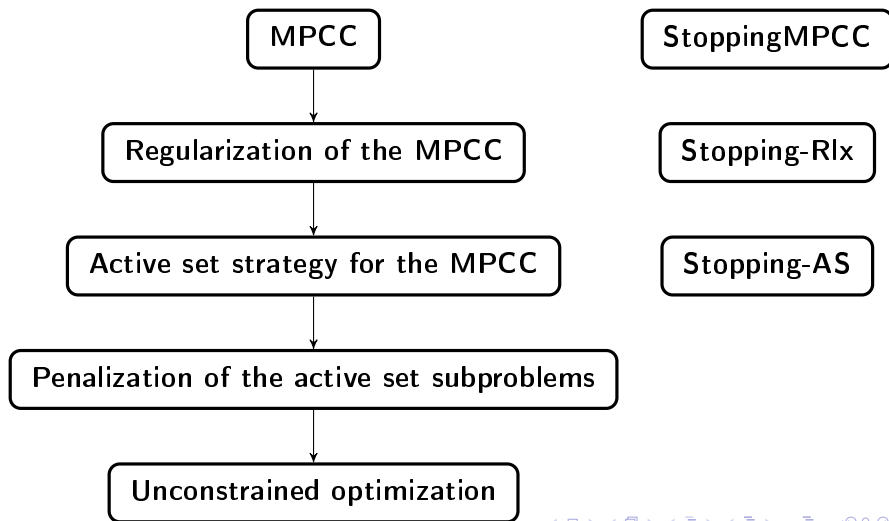 MPCC
StoppingMPCC
Regularization of the MPCC
Stopping-Rlx
Active set strategy for the MPCC
Stopping-AS
Penalization of the active set subproblems
Unconstrained optimization